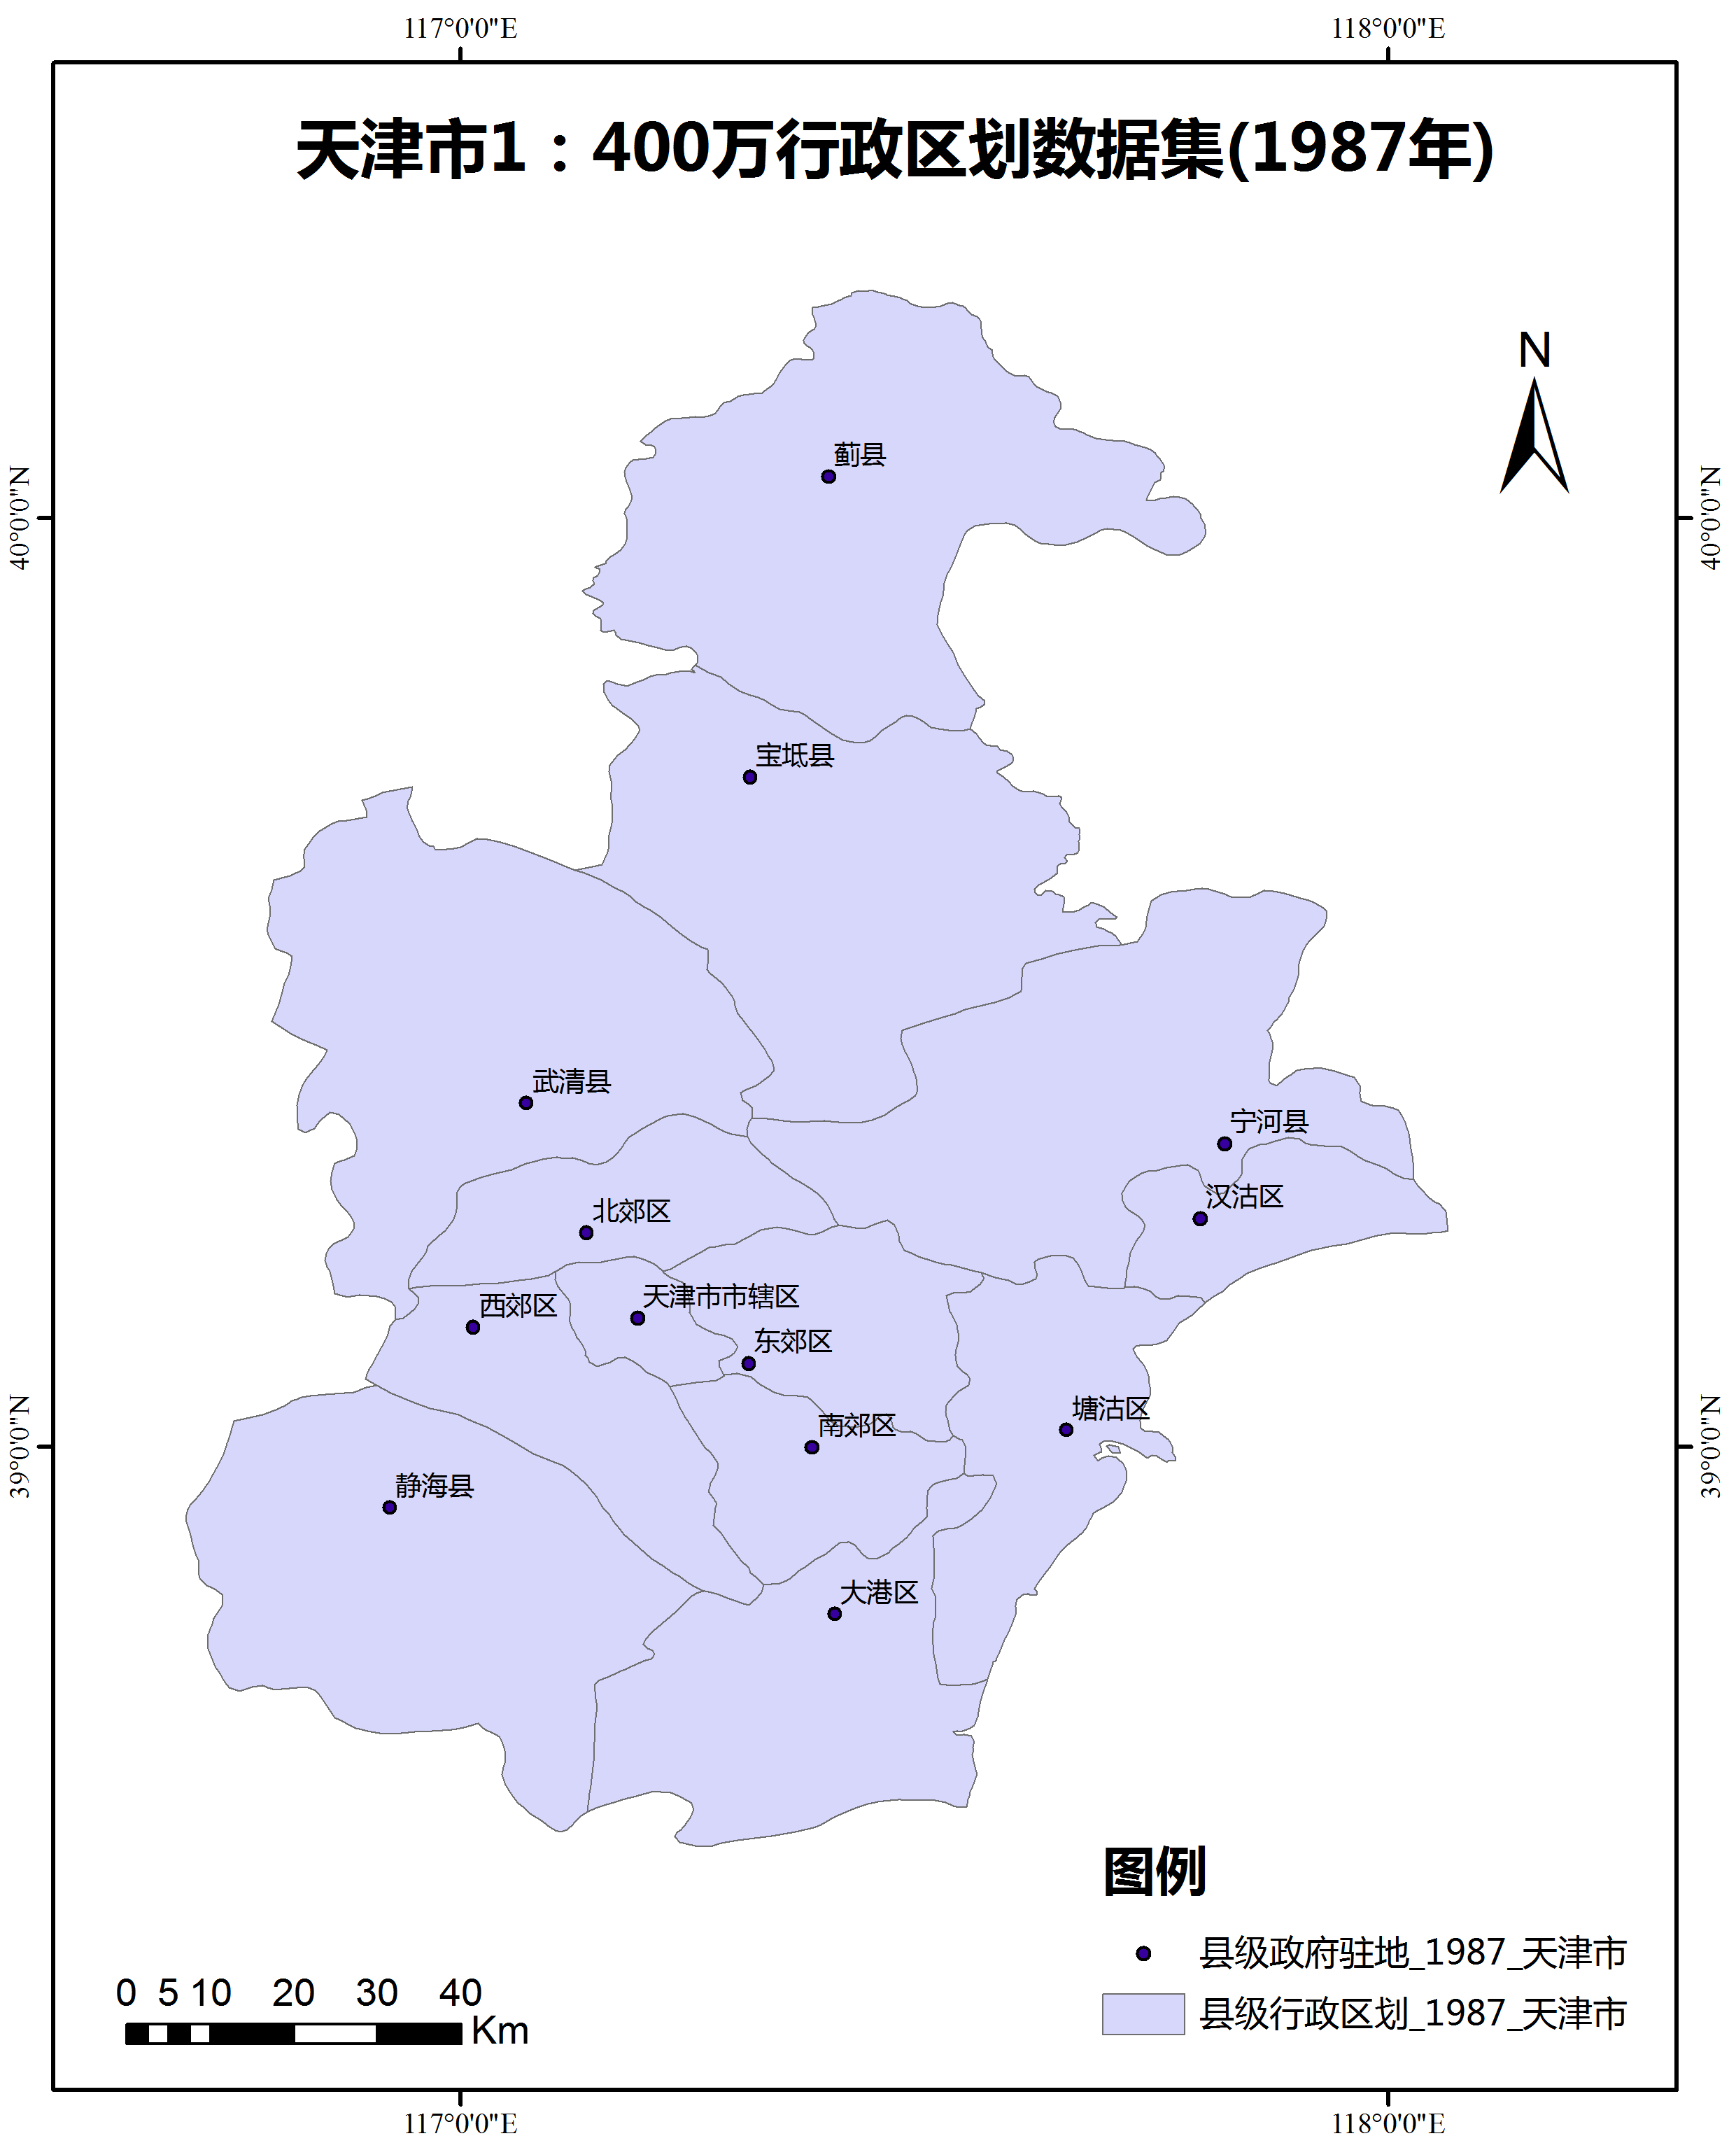 117°0'0"E
118°0'0"E
天津市1：400万行政区划数据集(1987年)
N
蓟县
40°0'0"N
40°0'0"N
宝坻县
武清县
宁河县
汉沽区
北郊区
天津市市辖区
西郊区
东郊区
塘沽区
南郊区
39°0'0"N
39°0'0"N
静海县
大港区
图例
县级政府驻地_1987_天津市
县级行政区划_1987_天津市
0 5 10 20 30 40
Km
117°0'0"E
118°0'0"E